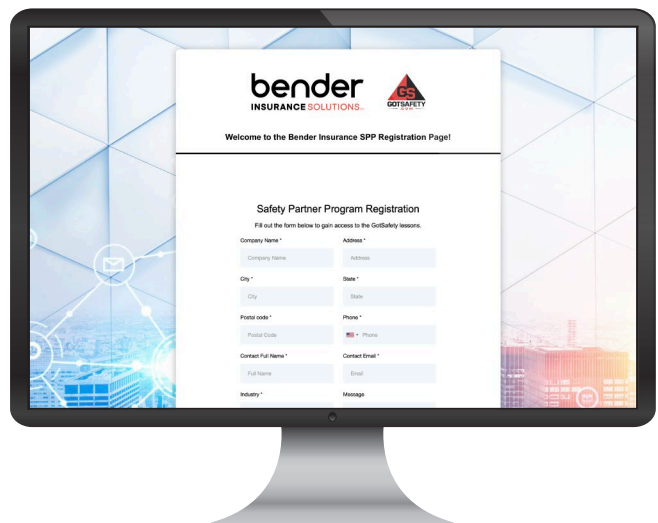 bender
INSURANCE SOLUTIONS
GS
GOTSAFETY
.COM
Welcome to the Bender Insurance SPP Registration Page!
Safety Partner Program Registration
Fill out the form below to gain access to the GotSafety lessons.
Company Name * Address *
Company Name Address
City * State *
City State
Postal code * Phone *
Postal Code Phone
Contact Full Name * Contact Email *
Full Name Email
Industry * Message